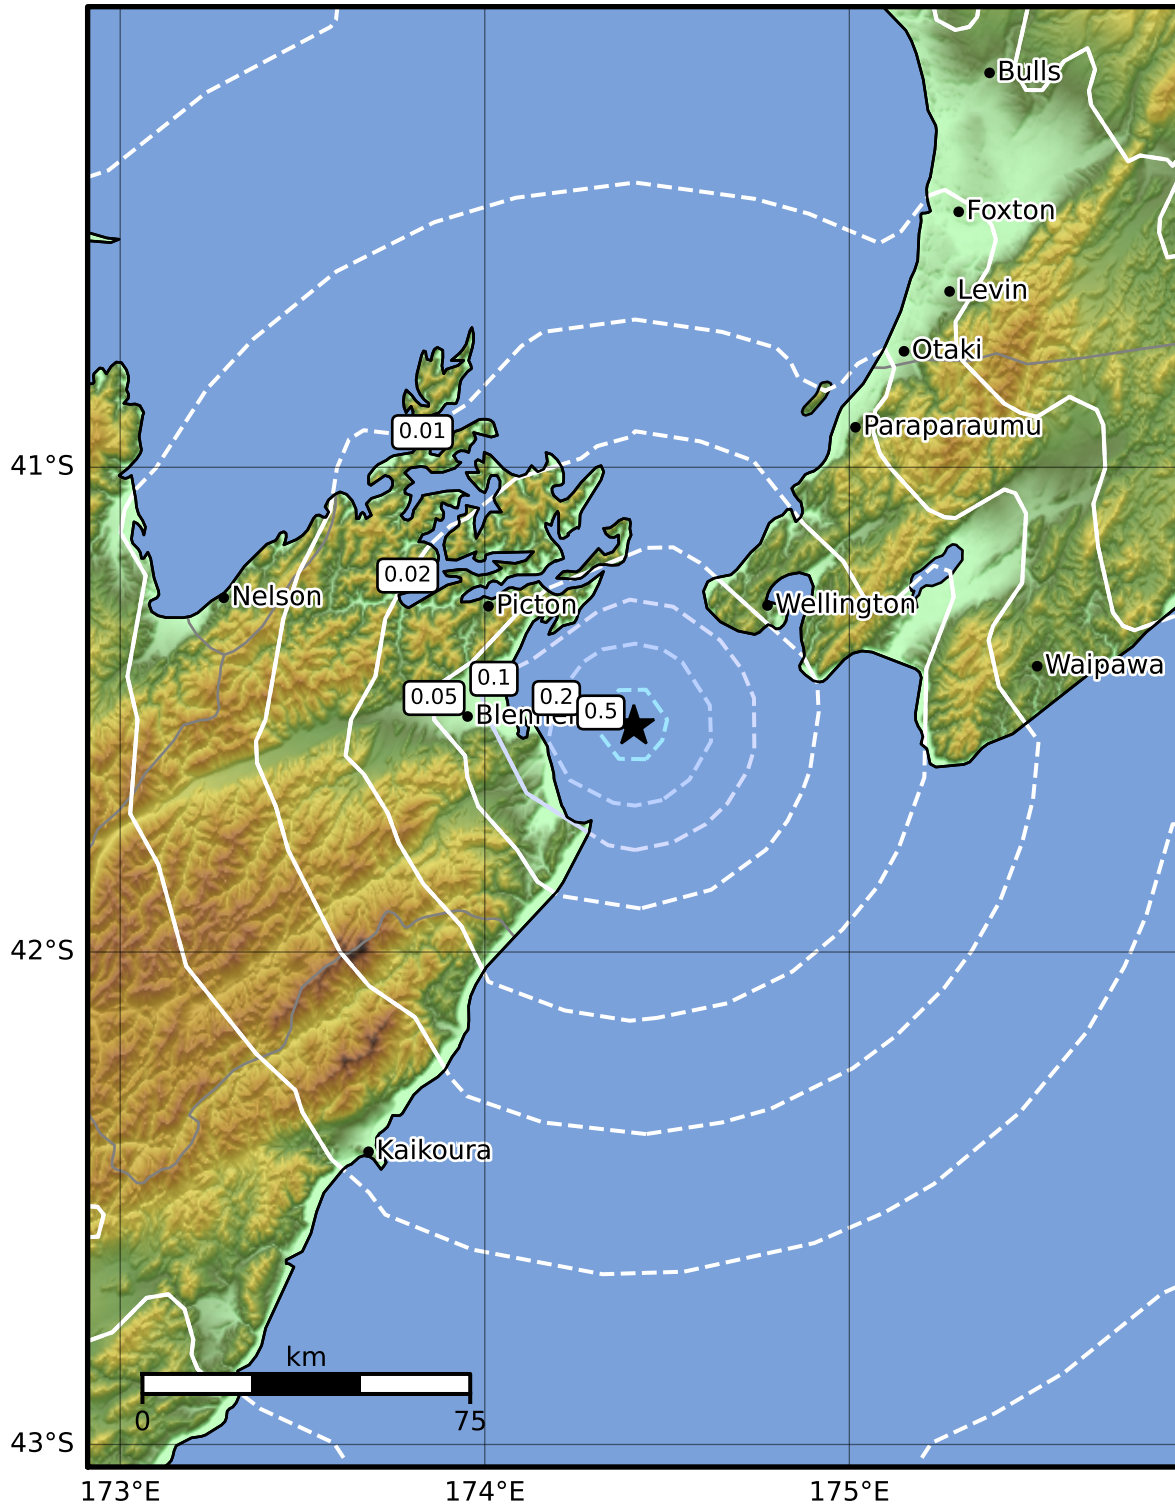 Bulls
Foxton
Levin
Otaki
0.01
Paraparaumu
41°S
0.02
Nelson
Picton
Wellington
Waipawa
0.1
0.05
0.2
0.5
42°S
Kaikoura
km
0
75
43°S
173°E
174°E
175°E